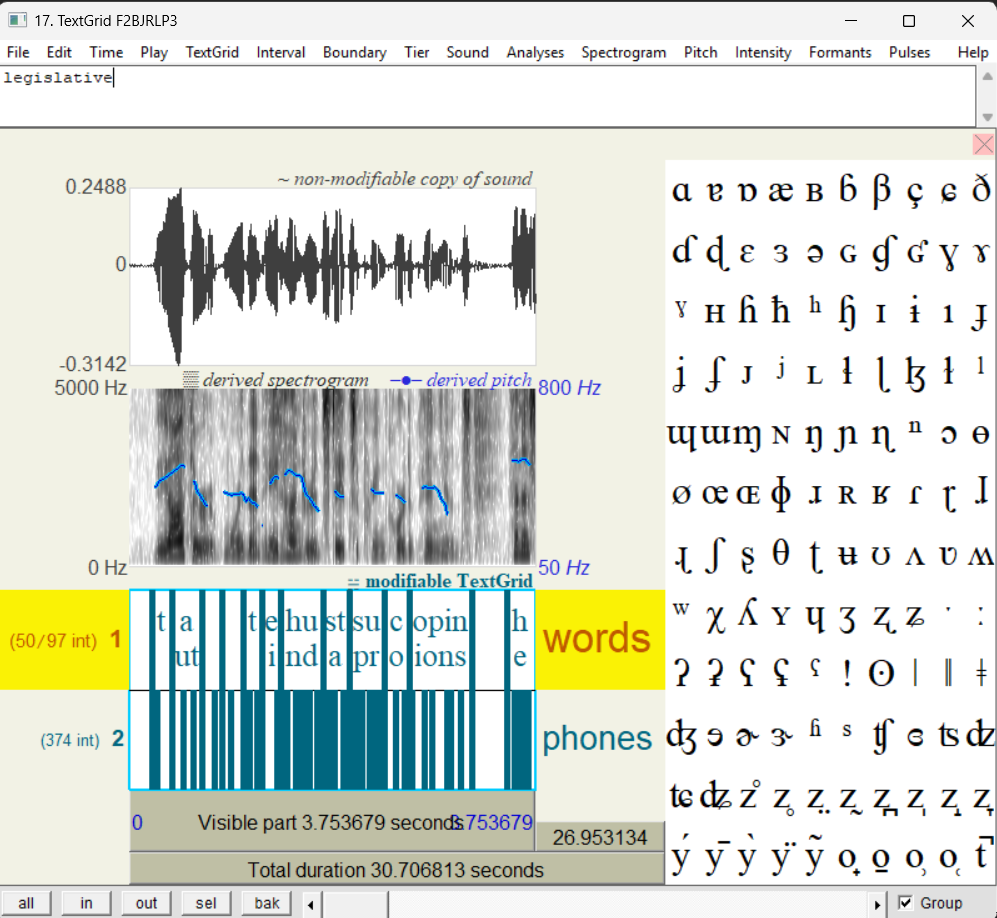 17. TextGrid F2BJRLP3
File Edit Time Play TextGrid Interval Boundary Tier Sound Analyses Spectrogram Pitch Intensity Formants Pulses Help
legislative
~ non-modifiable copy of sound
0.2488
0
-0.3142
derived spectrogram derived pitch
5000 Hz 800 Hz
0 Hz 50 Hz
modifiable TextGrid
t a t e hu st su c opin h
ut i nd a pr o ions e
(50/97 int) 1 words
(374 int) 2 phones
0 Visible part 3.753679 seconds 3.753679
26.953134
Total duration 30.706813 seconds
all in out sel bak Group
ɑ ɐ ɒ æ ʙ ɓ β ç ɕ ð
ɗ ɖ ɛ ɜ ə ɢ ɠ ʛ ɣ ɤ
ˠ ʜ ɦ ħ ʰ ɧ ɪ ɨ ı ɟ
ʝ ʄ ᴊ ʲ ʟ ɫ ɭ ɮ ɬ ˡ
ɰ ɯ ɱ ɴ ŋ ɲ ɳ ⁿ ɔ ɵ
ø œ ɶ ɸ ɹ ʀ ʁ ɾ ɽ ɺ
ɻ ʃ ʂ θ ʈ ʉ ʊ ʌ ʋ ʍ
ʷ χ ʎ ʏ ɥ ʒ ʐ ʑ ˑ ː
ʔ ʡ ʕ ʢ ˤ ! ʘ ǀ ǁ ǂ